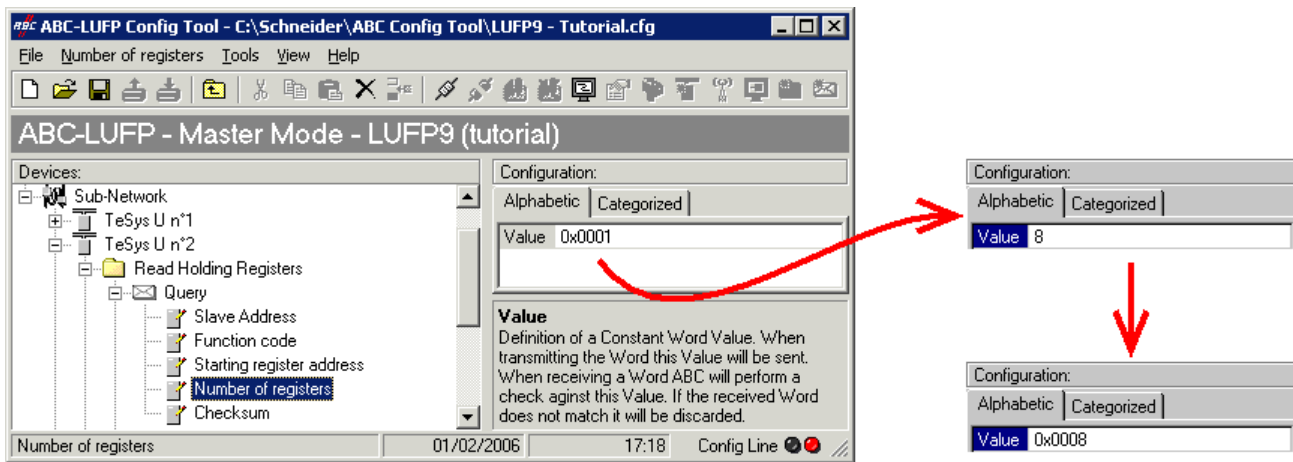 ABC-LUFP Config Tool - C:\Schneider\ABC Config Tool\LUFP9 - Tutorial.cfg
File Number of registers Tools View Help
ABC-LUFP - Master Mode - LUFP9 (tutorial)
Devices:
Sub-Network
TeSys U n°1
TeSys U n°2
Read Holding Registers
Query
Slave Address
Function code
Starting register address
Number of registers
Checksum
Configuration:
Alphabetic Categorized
Value 0x0001
Value
Definition of a Constant Word Value. When
transmitting the Word this Value will be sent.
When receiving a Word ABC will perform a
check aginst this Value. If the received Word
does not match it will be discarded.
Number of registers 01/02/2006 17:18 Config Line
Configuration:
Alphabetic Categorized
Value 8
Configuration:
Alphabetic Categorized
Value 0x0008